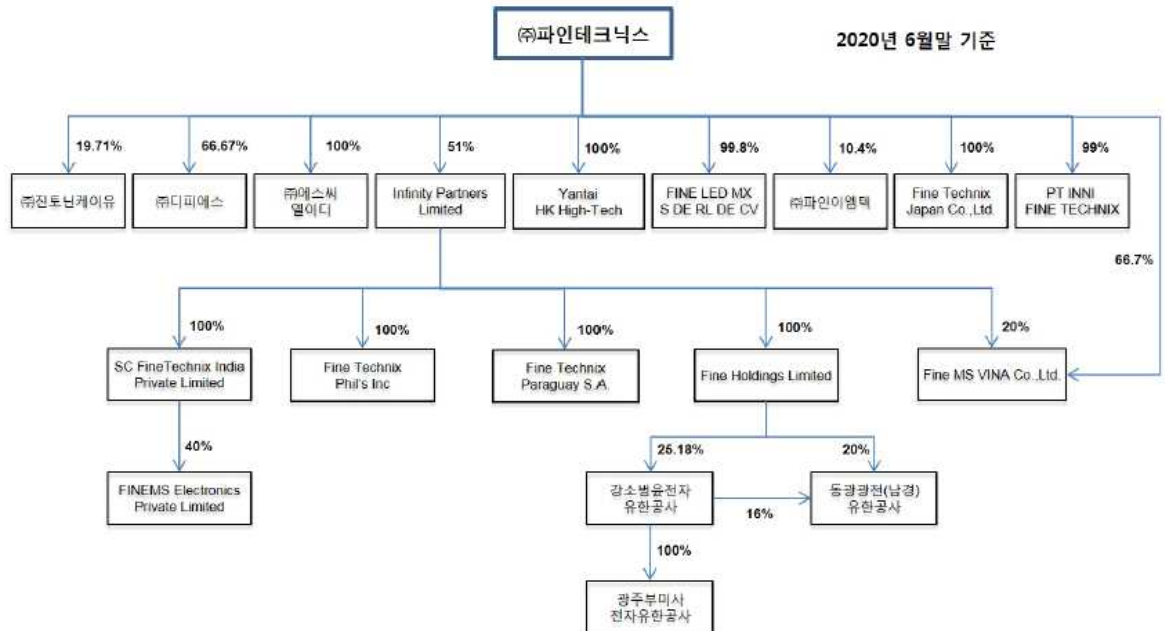 ㈜파인테크닉스
2020년 6월말 기준
19.71%
66.67%
100%
51%
100%
99.8%
10.4%
100%
99%
㈜진토닌케이유
㈜디피에스
㈜에스씨
엘이디
Infinity Partners
Limited
Yantai
HK High-Tech
FINE LED MX
S DE RL DE CV
㈜파인이엠텍
Fine Technix
Japan Co.,Ltd.
PT INNI
FINE TECHNIX
66.7%
100%
100%
100%
100%
20%
SC FineTechnix India
Private Limited
Fine Technix
Phil's Inc
Fine Technix
Paraguay S.A.
Fine Holdings Limited
Fine MS VINA Co.,Ltd.
40%
25.18%
20%
FINEMS Electronics
Private Limited
강소범윤전자
유한공사
16%
동광광전(남경)
유한공사
100%
광주부미사
전자유한공사